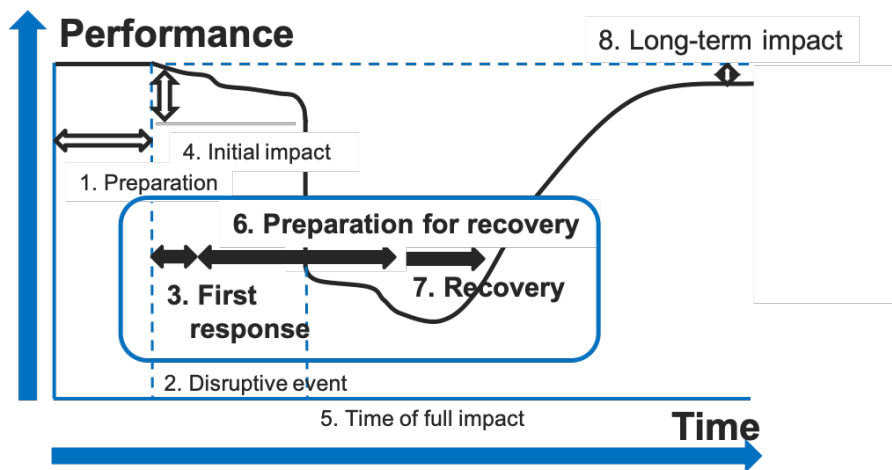 Performance
8. Long-term impact
4. Initial impact
1. Preparation
6. Preparation for recovery
3. First
response
7. Recovery
2. Disruptive event
5. Time of full impact
Time